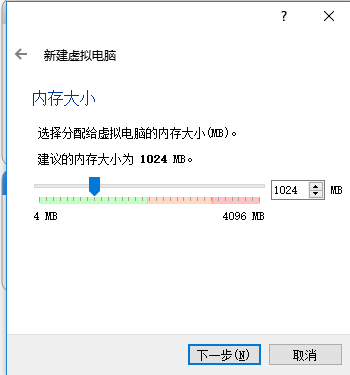 ?
新建虚拟电脑
内存大小
选择分配给虚拟电脑的内存大小(MB)。
建议的内存大小为 1024 MB。
1024 MB
4 MB 4096 MB
下一步(N) 取消